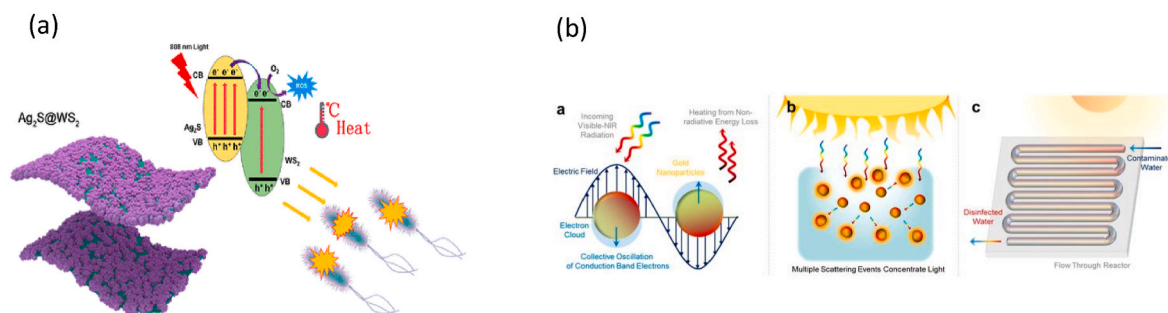 (a)
808 nm Light
CB
e⁻ e⁻ e⁻
O₂
ROS
e⁻ e⁻
CB
°C
Heat
Ag₂S@WS₂
Ag₂S
VB
h⁺ h⁺ h⁺
WS₂
VB
h⁺ h⁺
(b)
a
Incoming
Visible-NIR
Radiation
Heating from Non-
radiative Energy Loss
Electric Field
Gold
Nanoparticles
Electron
Cloud
Collective Oscillation
of Conduction Band Electrons
b
Multiple Scattering Events Concentrate Light
c
Contaminated
Water
Disinfected
Water
Flow Through Reactor